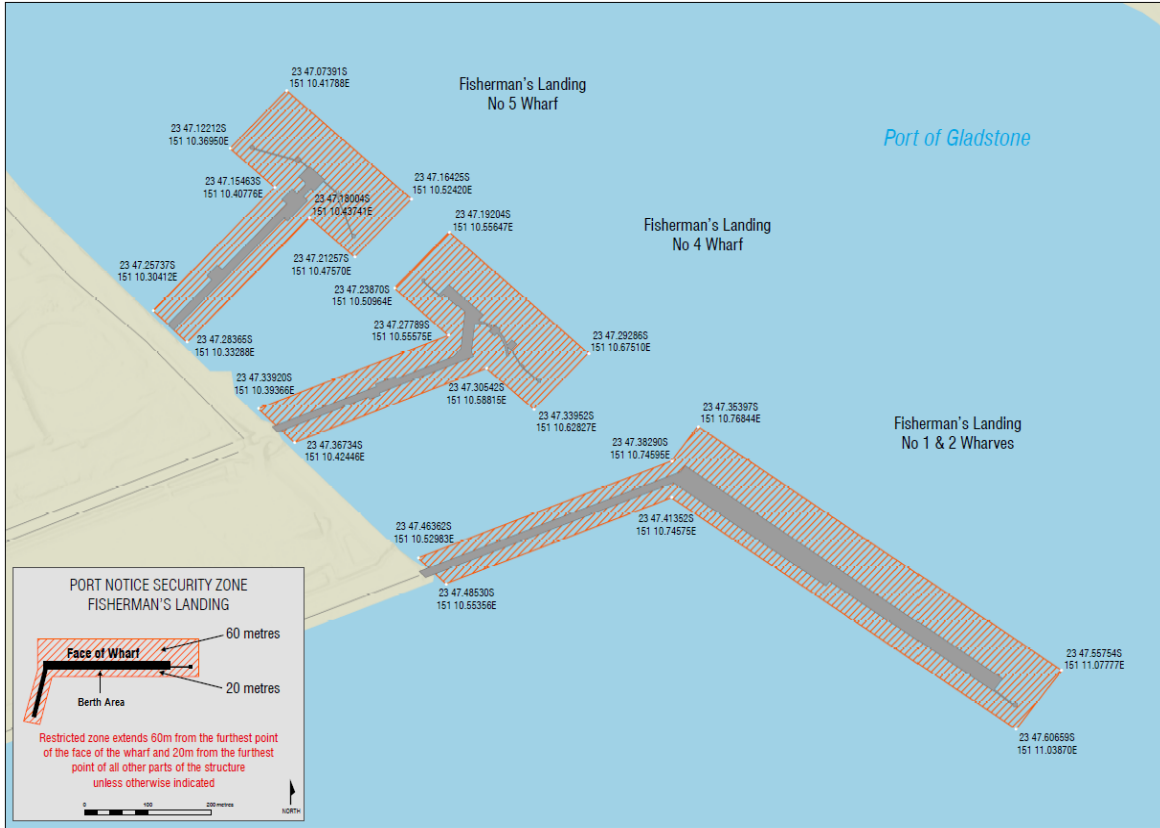 23 47.07391S
151 10.41788E
Fisherman's Landing
No 5 Wharf
23 47.12212S
151 10.36950E
Port of Gladstone
23 47.15463S
151 10.40776E
23 47.16425S
151 10.52420E
23 47.18004S
151 10.43741E
23 47.19204S
151 10.55647E
Fisherman's Landing
No 4 Wharf
23 47.21257S
151 10.47570E
23 47.25737S
151 10.30412E
23 47.23870S
151 10.50964E
23 47.27789S
151 10.55575E
23 47.29286S
151 10.67510E
23 47.28365S
151 10.33288E
23 47.33920S
151 10.39366E
23 47.30542S
151 10.58815E
23 47.33952S
151 10.62827E
23 47.35397S
151 10.76844E
Fisherman's Landing
No 1 & 2 Wharves
23 47.36734S
151 10.42446E
23 47.38290S
151 10.74595E
23 47.41352S
151 10.74575E
23 47.46362S
151 10.52983E
23 47.48530S
151 10.55356E
23 47.55754S
151 11.07777E
23 47.60659S
151 11.03870E
PORT NOTICE SECURITY ZONE
FISHERMAN'S LANDING
60 metres
Face of Wharf
20 metres
Berth Area
Restricted zone extends 60m from the furthest point
of the face of the wharf and 20m from the furthest
point of all other parts of the structure
unless otherwise indicated
0 100 200 metres
NORTH